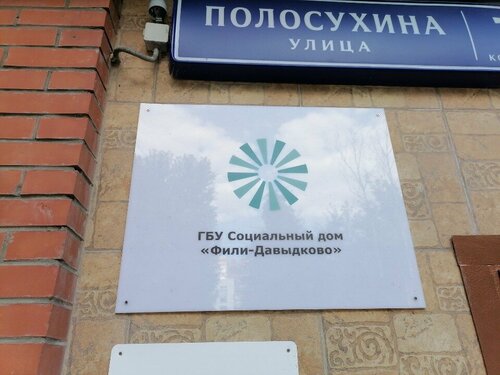 ПОЛОСУХИНА
УЛИЦА
ГБУ Социальный дом
«Фили-Давыдково»